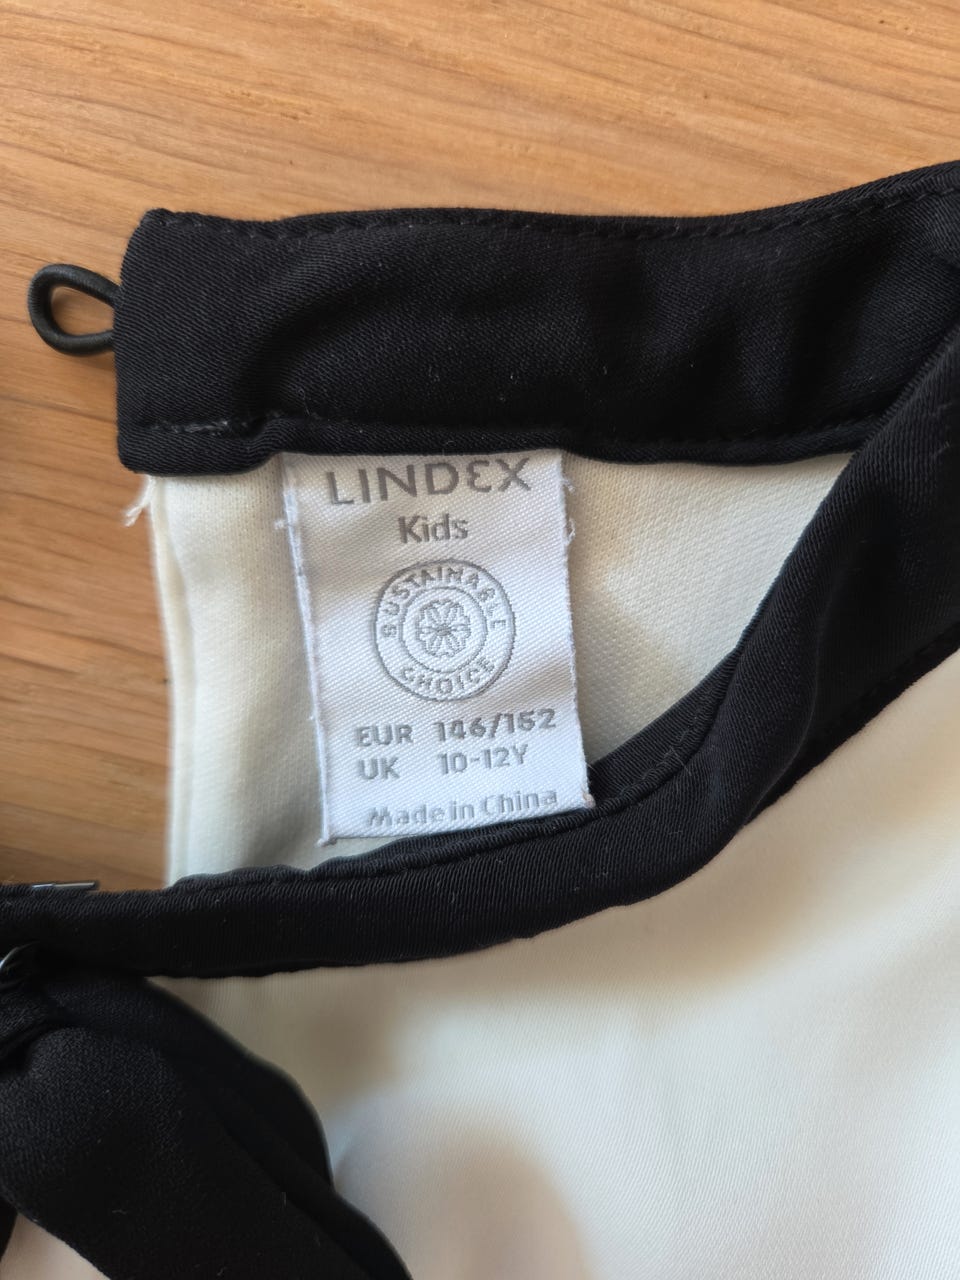 LINDEX
Kids
SUSTAINABLE
CHOICE
EUR 146/152
UK 10-12Y
Made in China